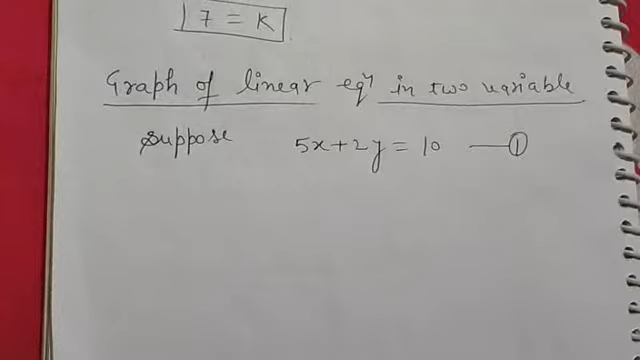 7 = K
Graph of linear eqn in two variable
Suppose 5x+2y = 10 —①